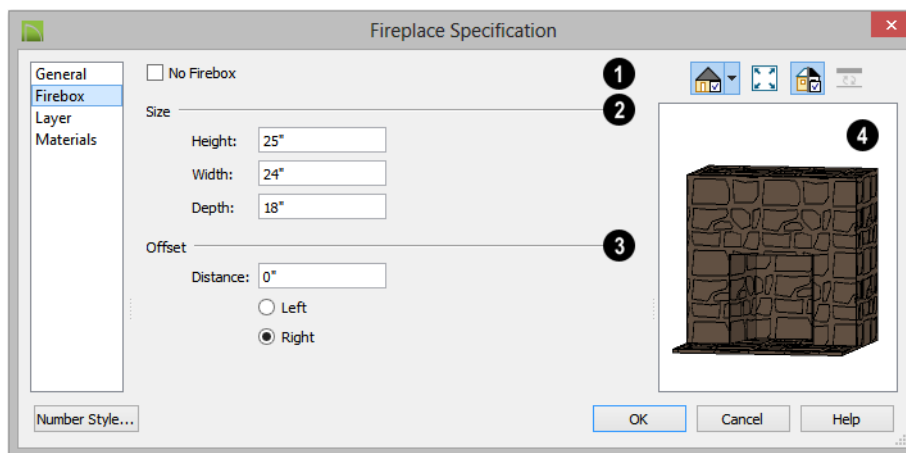 Fireplace Specification
General
Firebox
Layer
Materials
No Firebox
1
Size
2
Height: 25"
Width: 24"
Depth: 18"
Offset
3
Distance: 0"
Left
Right
4
Number Style...
OK
Cancel
Help